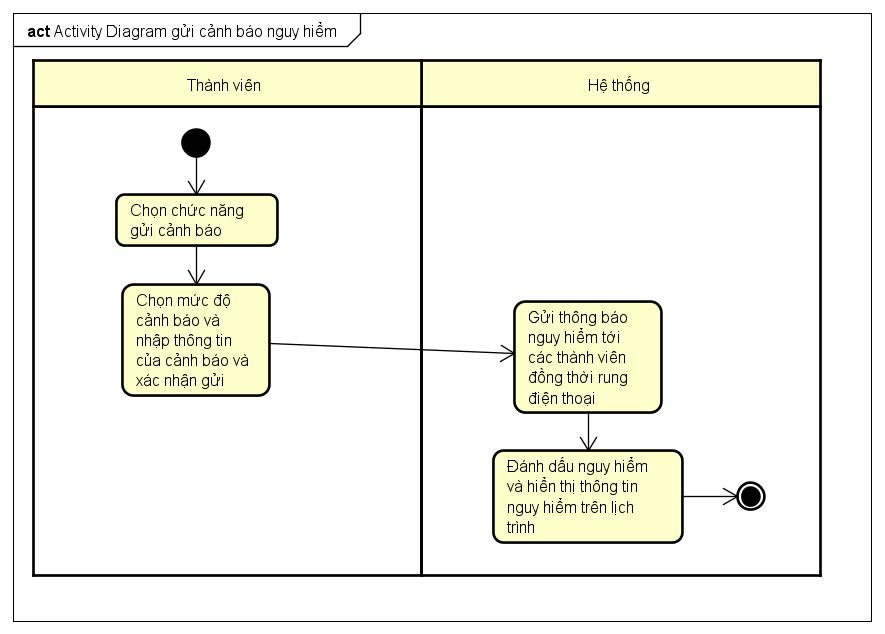 act Activity Diagram gửi cảnh báo nguy hiểm
Thành viên
Hệ thống
Chọn chức năng
gửi cảnh báo
Chọn mức độ
cảnh báo và
nhập thông tin
của cảnh báo và
xác nhận gửi
Gửi thông báo
nguy hiểm tới
các thành viên
đồng thời rung
điện thoại
Đánh dấu nguy hiểm
và hiển thị thông tin
nguy hiểm trên lịch
trình